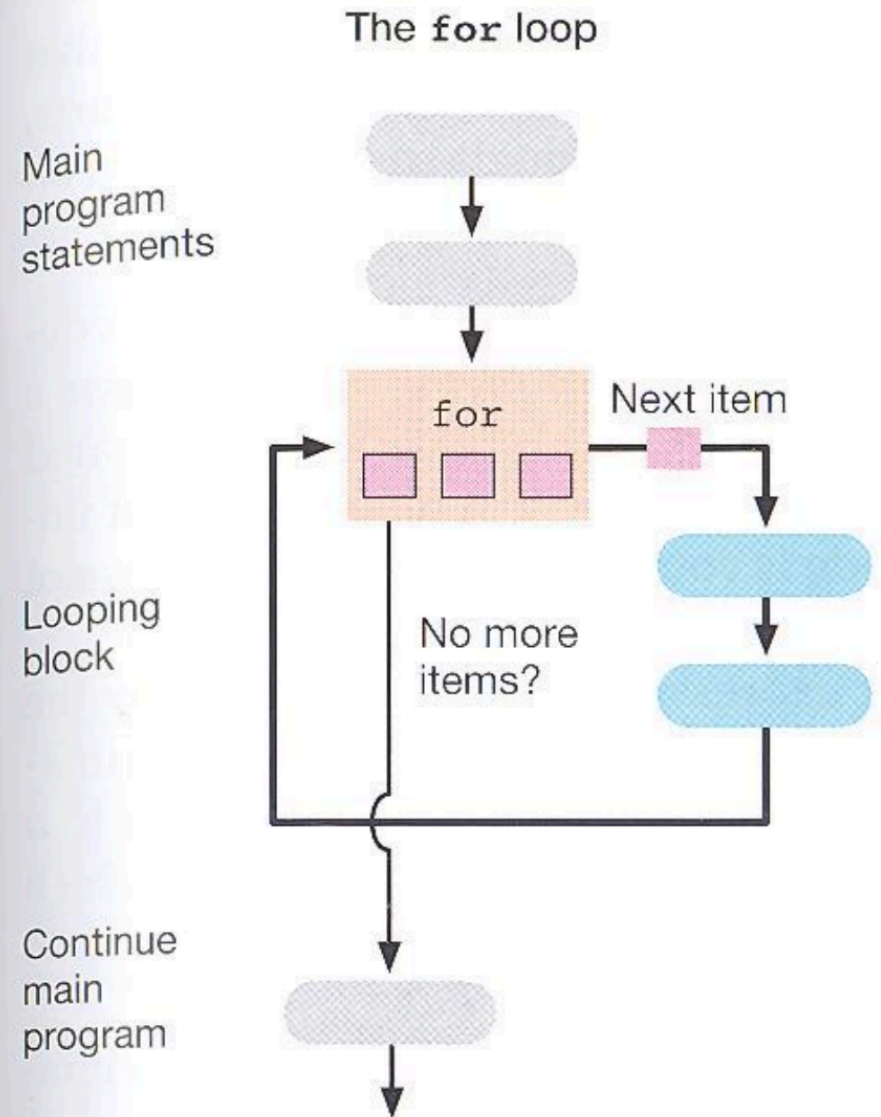 The for loop
Main
program
statements
for
Next item
Looping
block
No more
items?
Continue
main
program